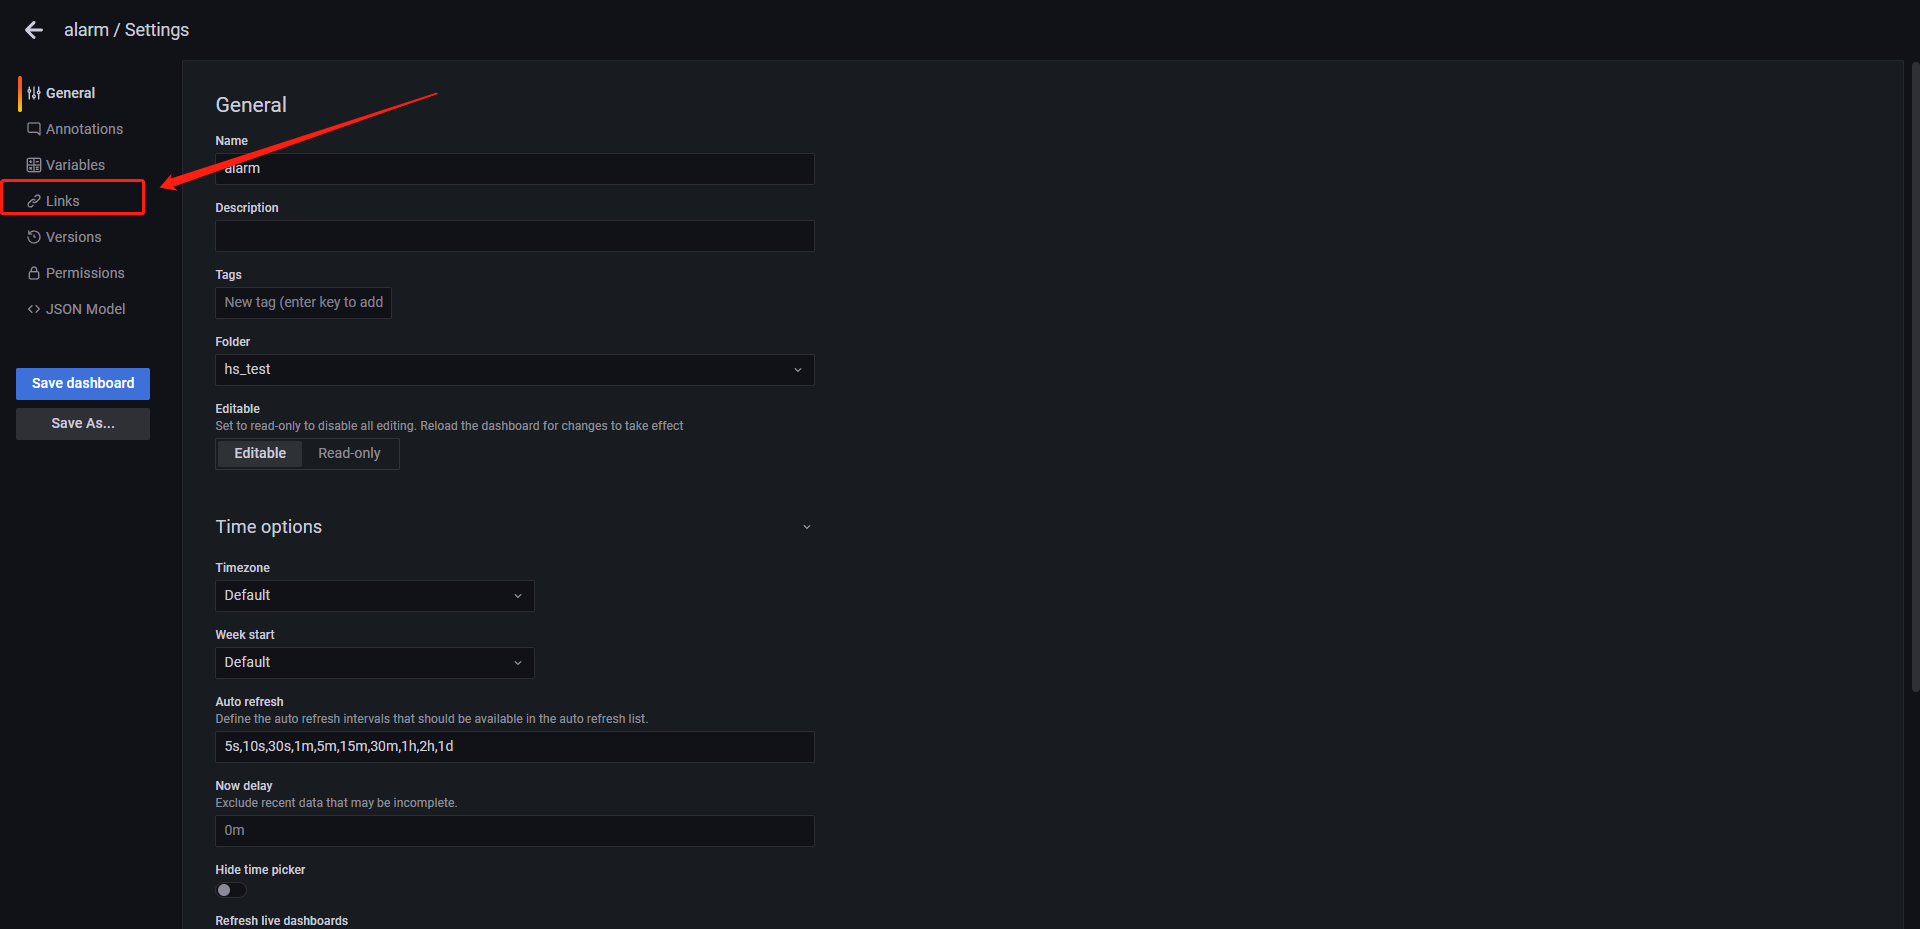 alarm / Settings
General
Annotations
Variables
Links
Versions
Permissions
JSON Model
Save dashboard
Save As...
General
Name
alarm
Description
Tags
New tag (enter key to add
Folder
hs_test
Editable
Set to read-only to disable all editing. Reload the dashboard for changes to take effect
Editable Read-only
Time options
Timezone
Default
Week start
Default
Auto refresh
Define the auto refresh intervals that should be available in the auto refresh list.
5s,10s,30s,1m,5m,15m,30m,1h,2h,1d
Now delay
Exclude recent data that may be incomplete.
0m
Hide time picker
Refresh live dashboards